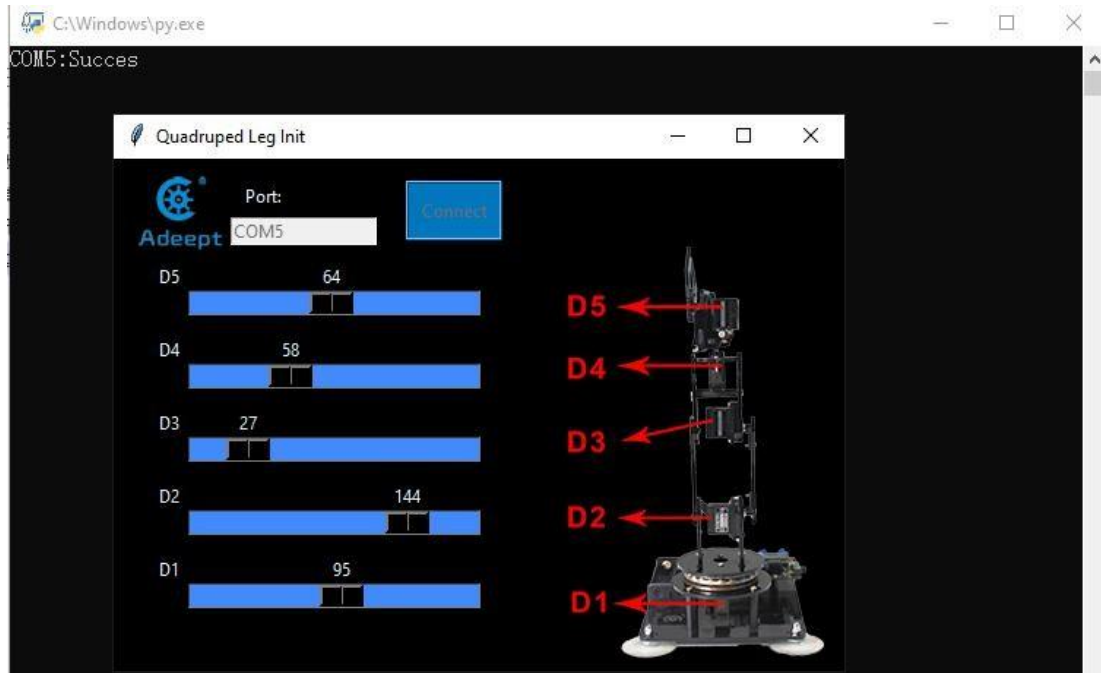 C:\Windows\py.exe
COM5:Succes
Quadruped Leg Init
Port:
Connect
COM5
Adeept
D5
64
D4
58
D3
27
D2
144
D1
95
D5
D4
D3
D2
D1